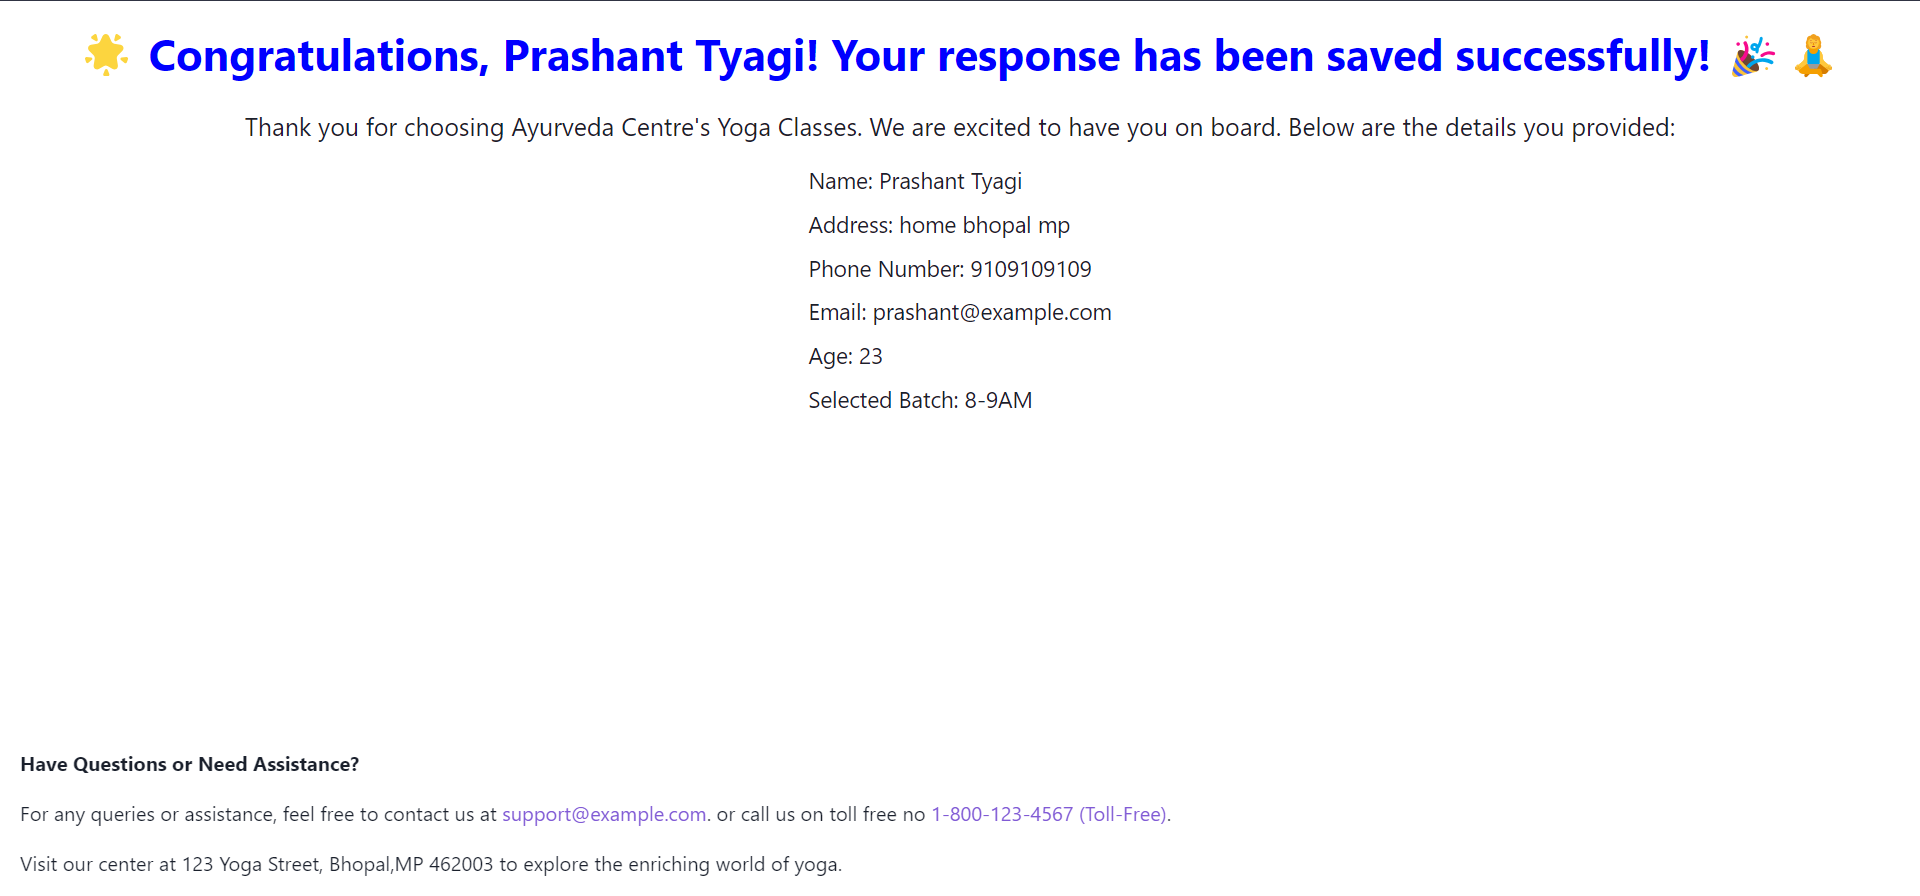 🌟 Congratulations, Prashant Tyagi! Your response has been saved successfully! 🎉 🧘
Thank you for choosing Ayurveda Centre's Yoga Classes. We are excited to have you on board. Below are the details you provided:
Name: Prashant Tyagi
Address: home bhopal mp
Phone Number: 9109109109
Email: prashant@example.com
Age: 23
Selected Batch: 8-9AM
Have Questions or Need Assistance?
For any queries or assistance, feel free to contact us at support@example.com. or call us on toll free no 1-800-123-4567 (Toll-Free).
Visit our center at 123 Yoga Street, Bhopal,MP 462003 to explore the enriching world of yoga.